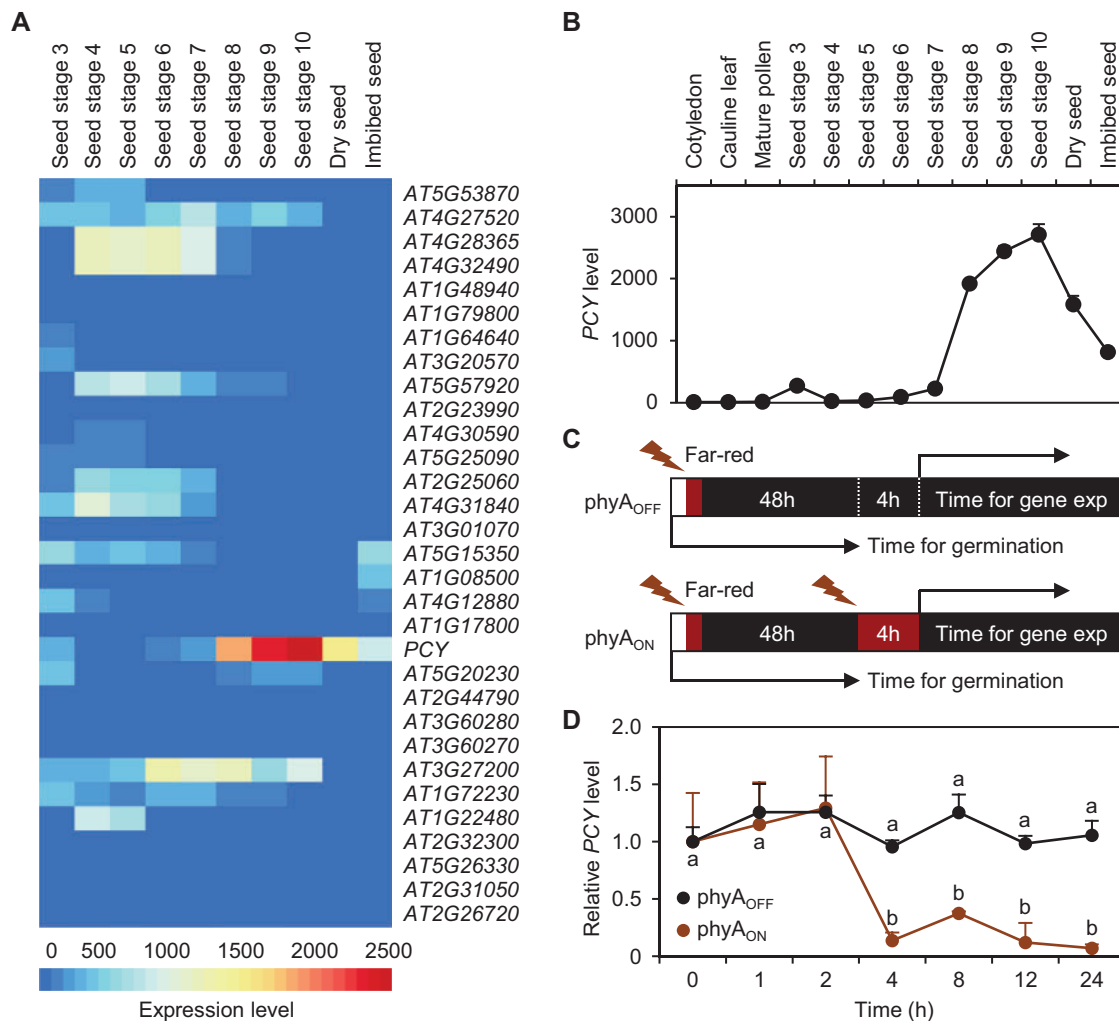 A
Seed stage 3
Seed stage 4
Seed stage 5
Seed stage 6
Seed stage 7
Seed stage 8
Seed stage 9
Seed stage 10
Dry seed
Imbibed seed
AT5G53870
AT4G27520
AT4G28365
AT4G32490
AT1G48940
AT1G79800
AT1G64640
AT3G20570
AT5G57920
AT2G23990
AT4G30590
AT5G25090
AT2G25060
AT4G31840
AT3G01070
AT5G15350
AT1G08500
AT4G12880
AT1G17800
PCY
AT5G20230
AT2G44790
AT3G60280
AT3G60270
AT3G27200
AT1G72230
AT1G22480
AT2G32300
AT5G26330
AT2G31050
AT2G26720
0 500 1000 1500 2000 2500
Expression level
B
Cotyledon
Cauline leaf
Mature pollen
Seed stage 3
Seed stage 4
Seed stage 5
Seed stage 6
Seed stage 7
Seed stage 8
Seed stage 9
Seed stage 10
Dry seed
Imbibed seed
PCY level
3000
2000
1000
0
C
Far-red
phyAOFF 48h 4h Time for gene exp
Time for germination
Far-red
phyAON 48h 4h Time for gene exp
Time for germination
D
Relative PCY level
2.0
1.5
1.0
0.5
0
a a a a a a a
b b b b
phyAOFF
phyAON
0 1 2 4 8 12 24
Time (h)